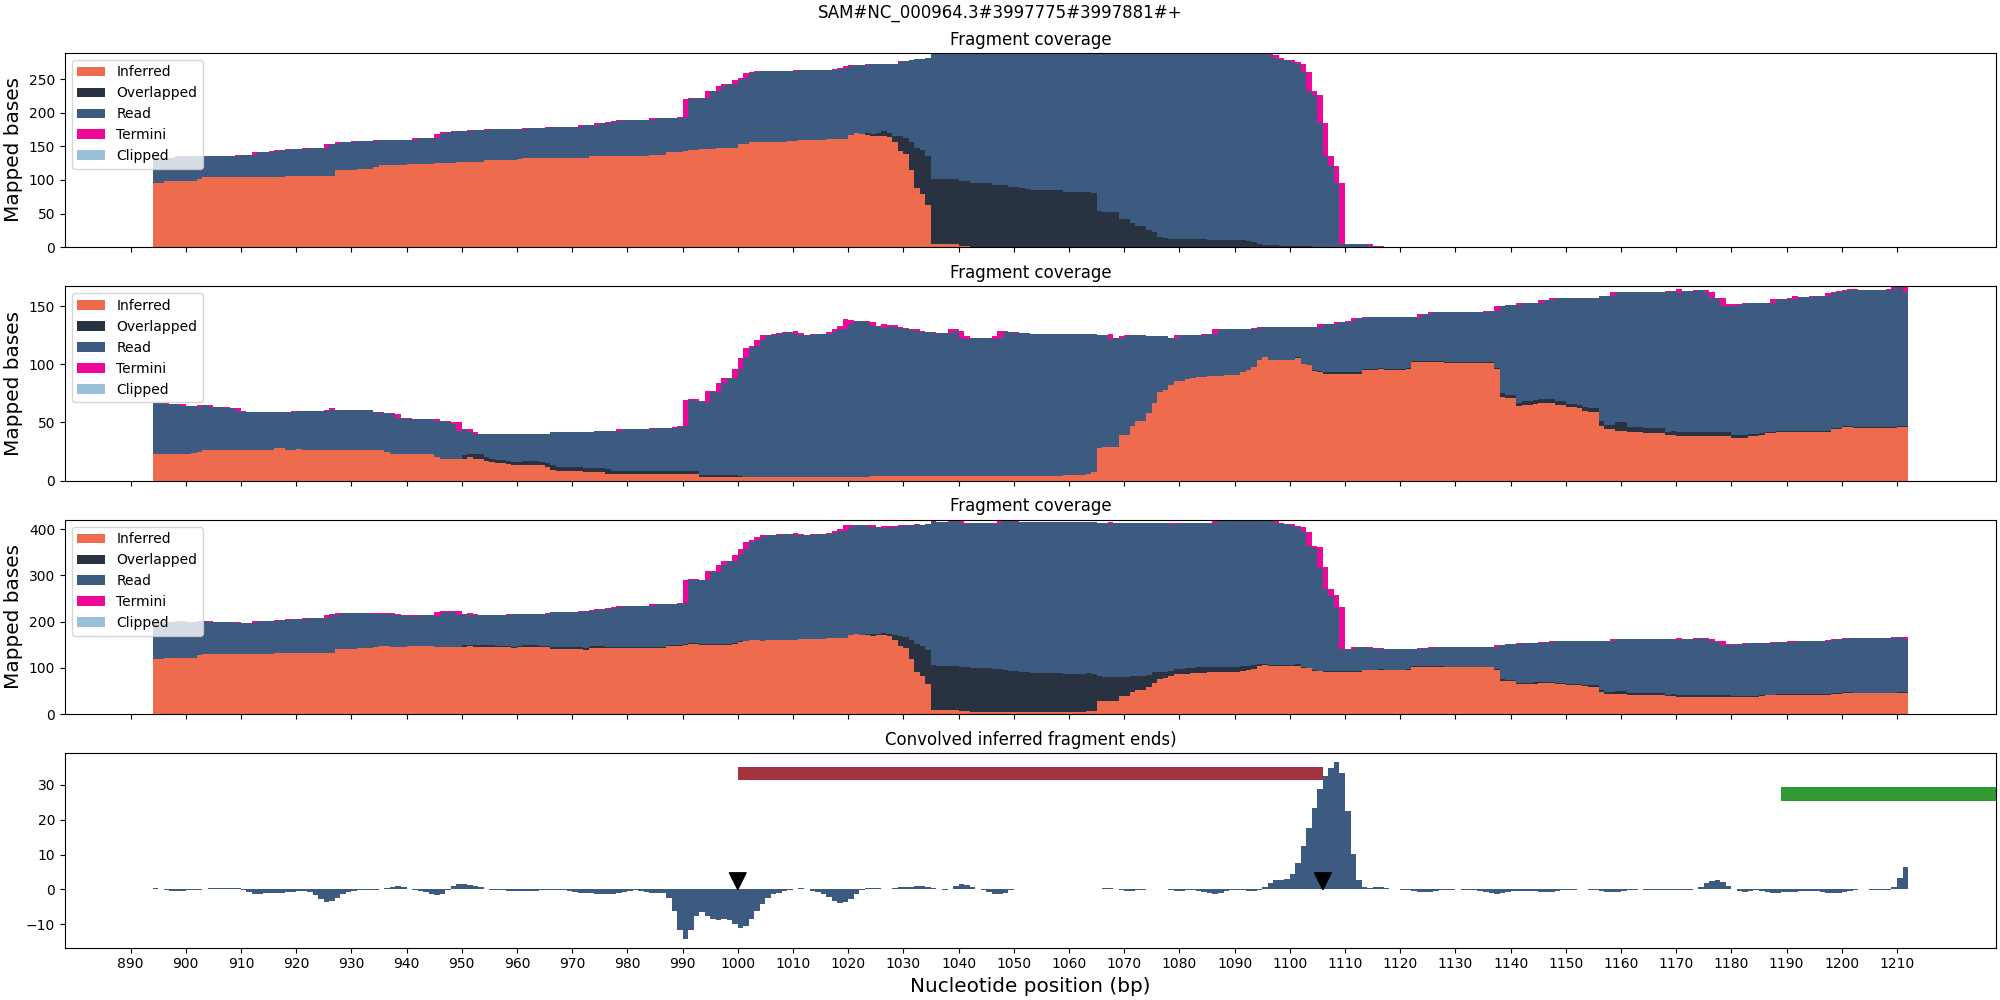 SAM#NC_000964.3#3997775#3997881#+
Fragment coverage
Mapped bases
250
200
150
100
50
0
Inferred
Overlapped
Read
Termini
Clipped
Fragment coverage
Mapped bases
150
100
50
0
Inferred
Overlapped
Read
Termini
Clipped
Fragment coverage
Mapped bases
400
300
200
100
0
Inferred
Overlapped
Read
Termini
Clipped
Convolved inferred fragment ends)
30
20
10
0
−10
890 900 910 920 930 940 950 960 970 980 990 1000 1010 1020 1030 1040 1050 1060 1070 1080 1090 1100 1110 1120 1130 1140 1150 1160 1170 1180 1190 1200 1210
Nucleotide position (bp)